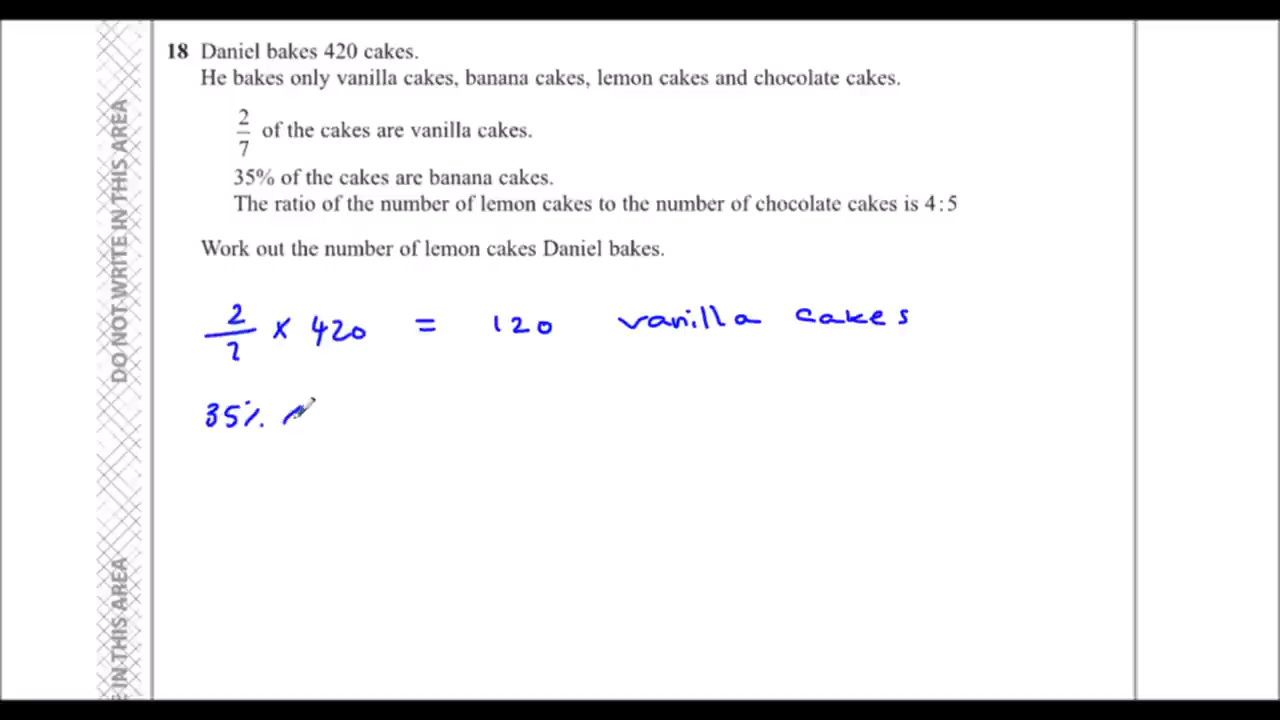 18 Daniel bakes 420 cakes.
He bakes only vanilla cakes, banana cakes, lemon cakes and chocolate cakes.
2/7 of the cakes are vanilla cakes.
35% of the cakes are banana cakes.
The ratio of the number of lemon cakes to the number of chocolate cakes is 4 : 5
Work out the number of lemon cakes Daniel bakes.
2/7 × 420 = 120 vanilla cakes
35%
DO NOT WRITE IN THIS AREA
E IN THIS AREA